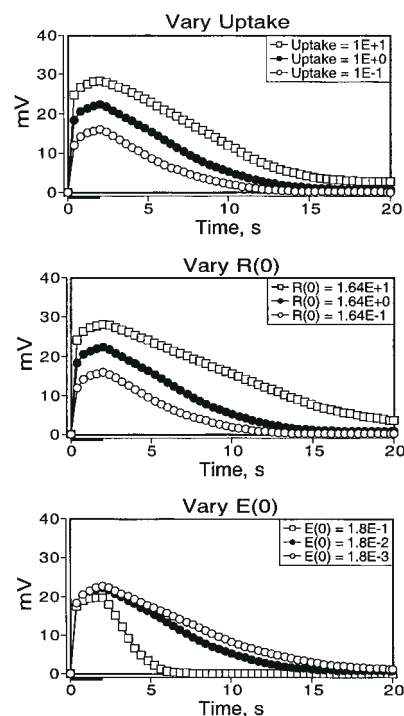 Vary Uptake
40
30
20
10
0
mV
Uptake = 1E+1
Uptake = 1E+0
Uptake = 1E-1
0 5 10 15 20
Time, s
Vary R(0)
40
30
20
10
0
mV
R(0) = 1.64E+1
R(0) = 1.64E+0
R(0) = 1.64E-1
0 5 10 15 20
Time, s
Vary E(0)
40
30
20
10
0
mV
E(0) = 1.8E-1
E(0) = 1.8E-2
E(0) = 1.8E-3
0 5 10 15 20
Time, s